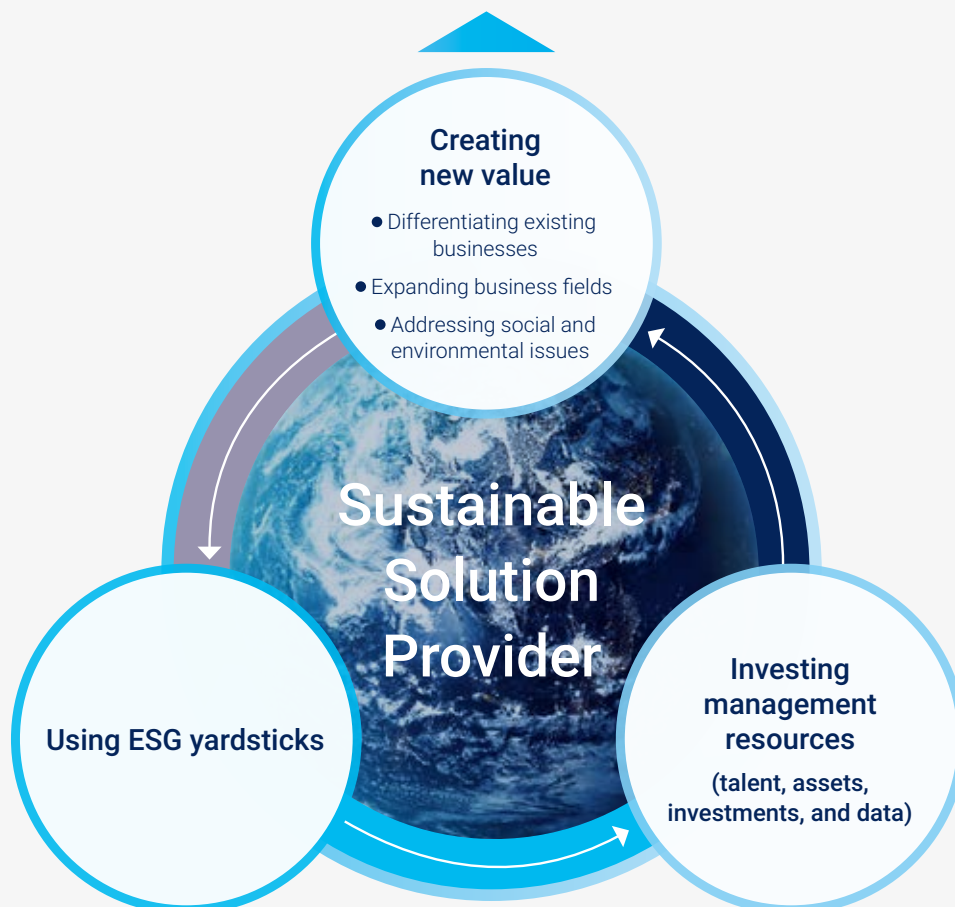 Creating
new value
● Differentiating existing
businesses
● Expanding business fields
● Addressing social and
environmental issues
Sustainable
Solution
Provider
Using ESG yardsticks
Investing
management
resources
(talent, assets,
investments, and data)